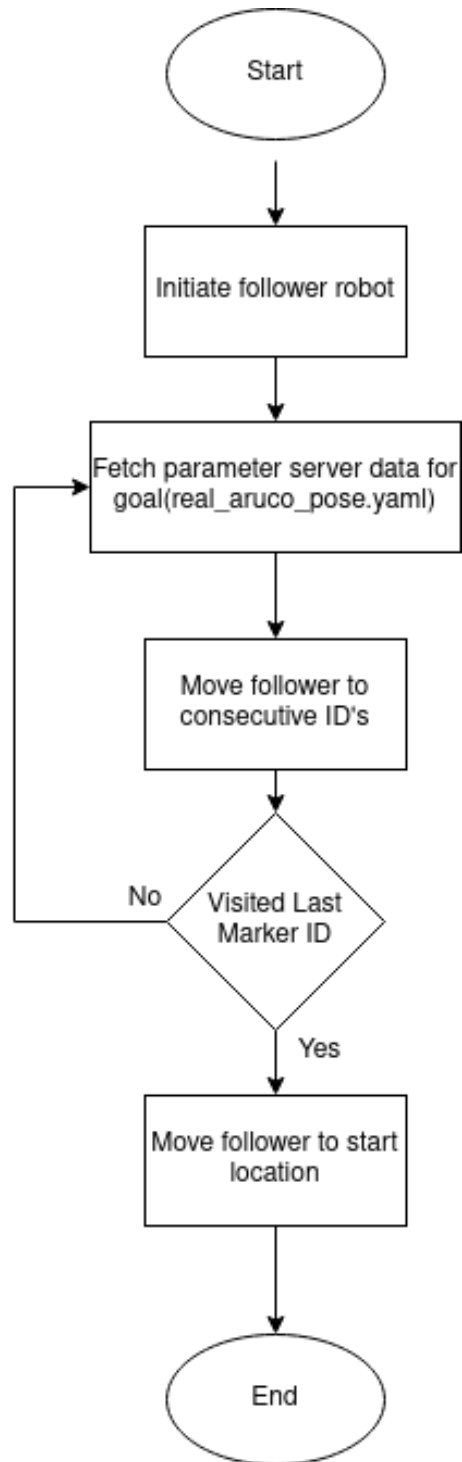 Start
Initiate follower robot
Fetch parameter server data for
goal(real_aruco_pose.yaml)
Move follower to
consecutive ID's
Visited Last
Marker ID
No
Yes
Move follower to start
location
End